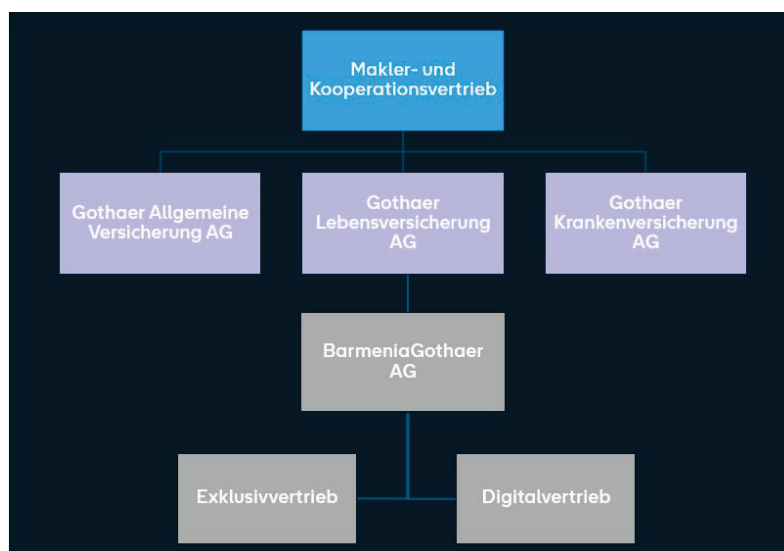 Makler- und
Kooperationsvertrieb
Gothaer Allgemeine
Versicherung AG
Gothaer
Lebensversicherung
AG
Gothaer
Krankenversicherung
AG
BarmeniaGothaer
AG
Exklusivvertrieb
Digitalvertrieb